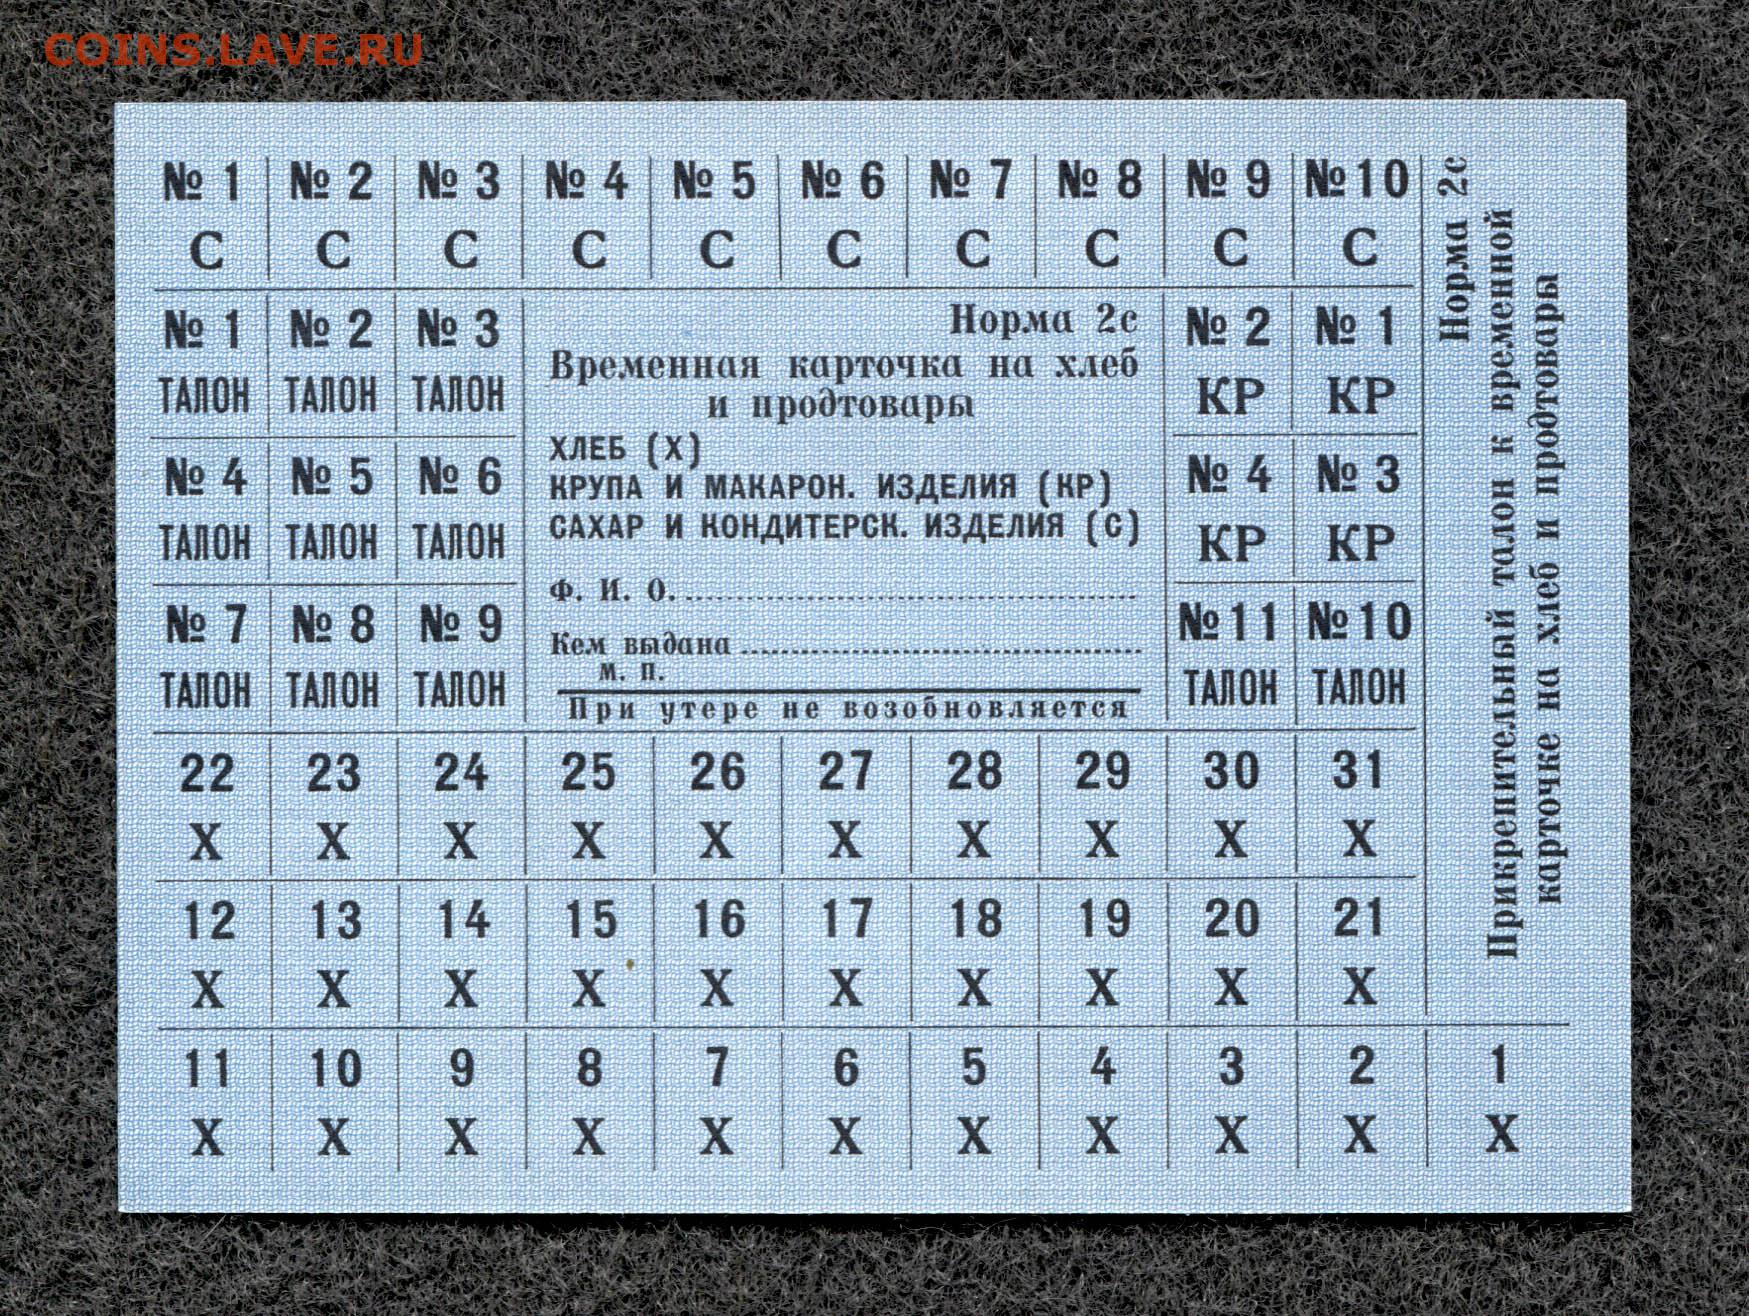 COINS.LAVE.RU
№ 1 № 2 № 3 № 4 № 5 № 6 № 7 № 8 № 9 № 10
С С С С С С С С С С
№ 1 № 2 № 3
ТАЛОН ТАЛОН ТАЛОН
№ 4 № 5 № 6
ТАЛОН ТАЛОН ТАЛОН
№ 7 № 8 № 9
ТАЛОН ТАЛОН ТАЛОН
Норма 2с
Временная карточка на хлеб
и продтовары
ХЛЕБ (Х)
КРУПА И МАКАРОН. ИЗДЕЛИЯ (КР)
САХАР И КОНДИТЕРСК. ИЗДЕЛИЯ (С)
Ф. И. О.
Кем выдана
м. п.
При утере не возобновляется
№ 2 № 1
КР КР
№ 4 № 3
КР КР
№ 11 № 10
ТАЛОН ТАЛОН
22 23 24 25 26 27 28 29 30 31
Х Х Х Х Х Х Х Х Х Х
12 13 14 15 16 17 18 19 20 21
Х Х Х Х Х Х Х Х Х Х
11 10 9 8 7 6 5 4 3 2 1
Х Х Х Х Х Х Х Х Х Х Х
Норма 2с
Прикрепительный талон к временной
карточке на хлеб и продтовары